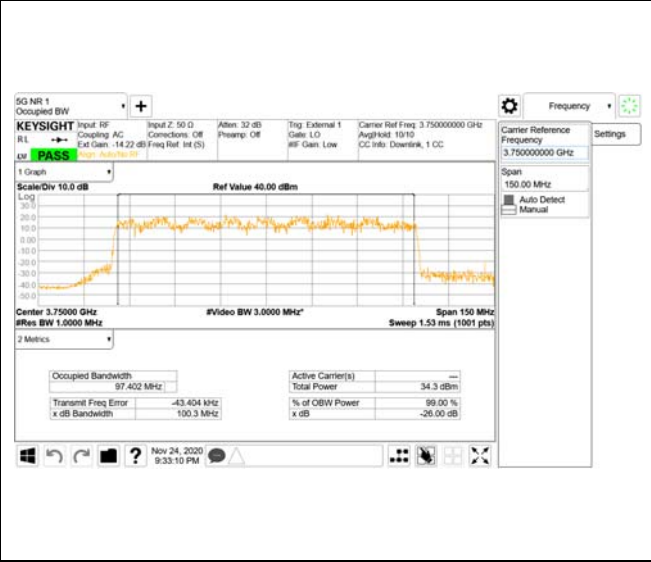 5G NR 1
Occupied BW
Frequency
KEYSIGHT
R L
PASS
Input: RF
Coupling: AC
Ext Gain: -14.22 dB
Align: Auto/No RF
Input Z: 50 Ω
Corrections: Off
Freq Ref: Int (S)
Atten: 32 dB
Preamp: Off
Trig: External 1
Gate: LO
#IF Gain: Low
Carrier Ref Freq: 3.750000000 GHz
Avg|Hold: 10/10
CC Info: Downlink, 1 CC
Carrier Reference
Frequency
3.750000000 GHz
Settings
Span
150.00 MHz
Auto Detect
Manual
1 Graph
Scale/Div 10.0 dB
Ref Value 40.00 dBm
Log
30.0
20.0
10.0
0.00
-10.0
-20.0
-30.0
-40.0
-50.0
Center 3.75000 GHz
#Video BW 3.0000 MHz*
Span 150 MHz
#Res BW 1.0000 MHz
Sweep 1.53 ms (1001 pts)
2 Metrics
Occupied Bandwidth
97.402 MHz
Transmit Freq Error -43.404 kHz
x dB Bandwidth 100.3 MHz
Active Carrier(s) —
Total Power 34.3 dBm
% of OBW Power 99.00 %
x dB -26.00 dB
?
Nov 24, 2020
9:33:10 PM